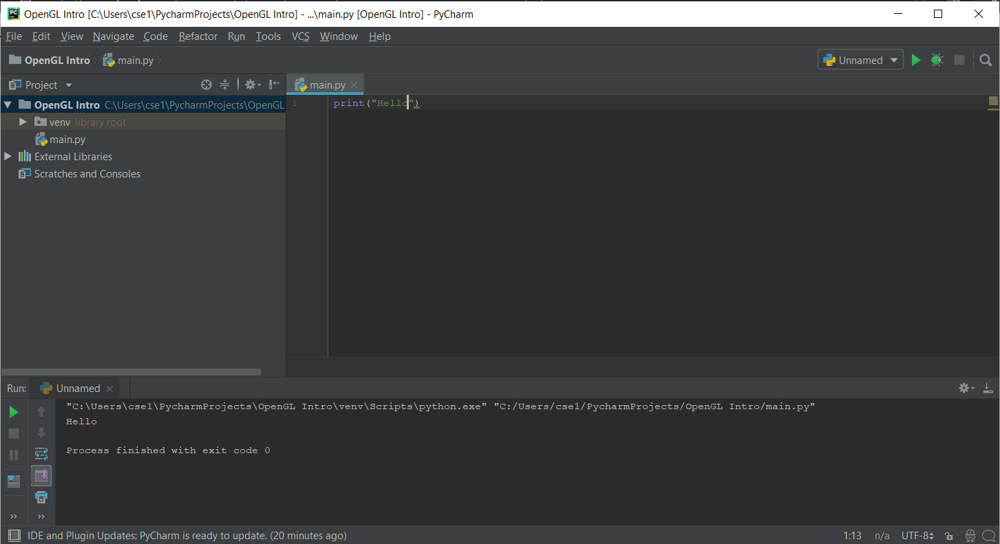 OpenGL Intro [C:\Users\cse1\PycharmProjects\OpenGL Intro] - ...\main.py [OpenGL Intro] - PyCharm
File Edit View Navigate Code Refactor Run Tools VCS Window Help
OpenGL Intro main.py Unnamed
Project main.py
OpenGL Intro C:\Users\cse1\PycharmProjects\OpenGL
1 print("Hello")
venv library root
main.py
External Libraries
Scratches and Consoles
Run: Unnamed
"C:\Users\cse1\PycharmProjects\OpenGL Intro\venv\Scripts\python.exe" "C:/Users/cse1/PycharmProjects/OpenGL Intro/main.py"
Hello
Process finished with exit code 0
IDE and Plugin Updates: PyCharm is ready to update. (20 minutes ago) 1:13 n/a UTF-8